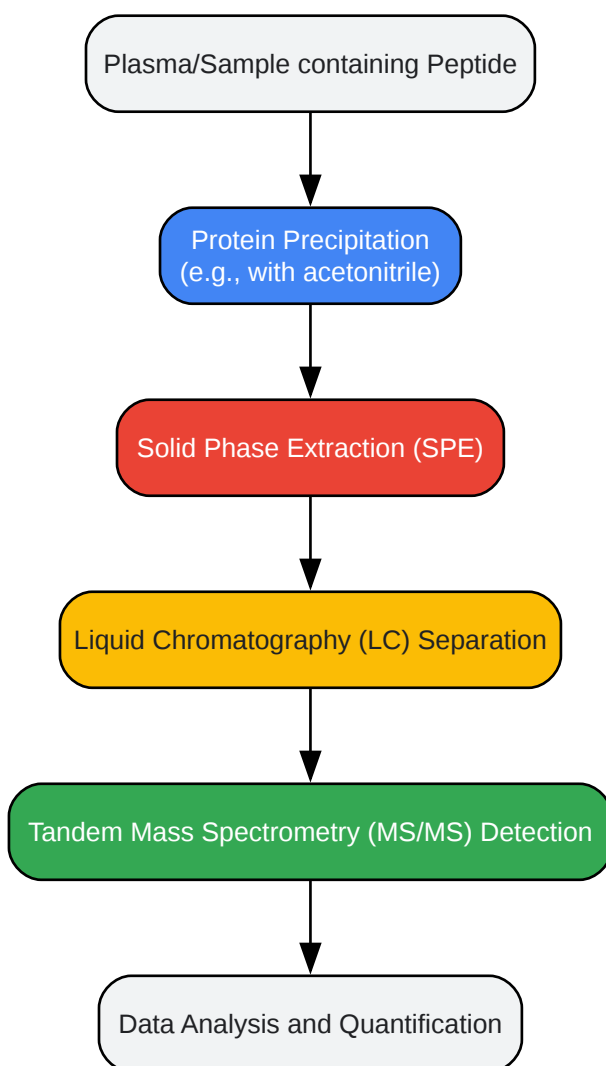 Plasma/Sample containing Peptide
Protein Precipitation
(e.g., with acetonitrile)
Solid Phase Extraction (SPE)
Liquid Chromatography (LC) Separation
Tandem Mass Spectrometry (MS/MS) Detection
Data Analysis and Quantification